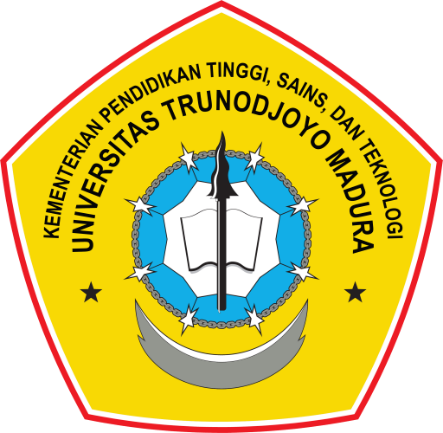 KEMENTERIAN PENDIDIKAN TINGGI, SAINS, DAN TEKNOLOGI
UNIVERSITAS TRUNODJOYO MADURA